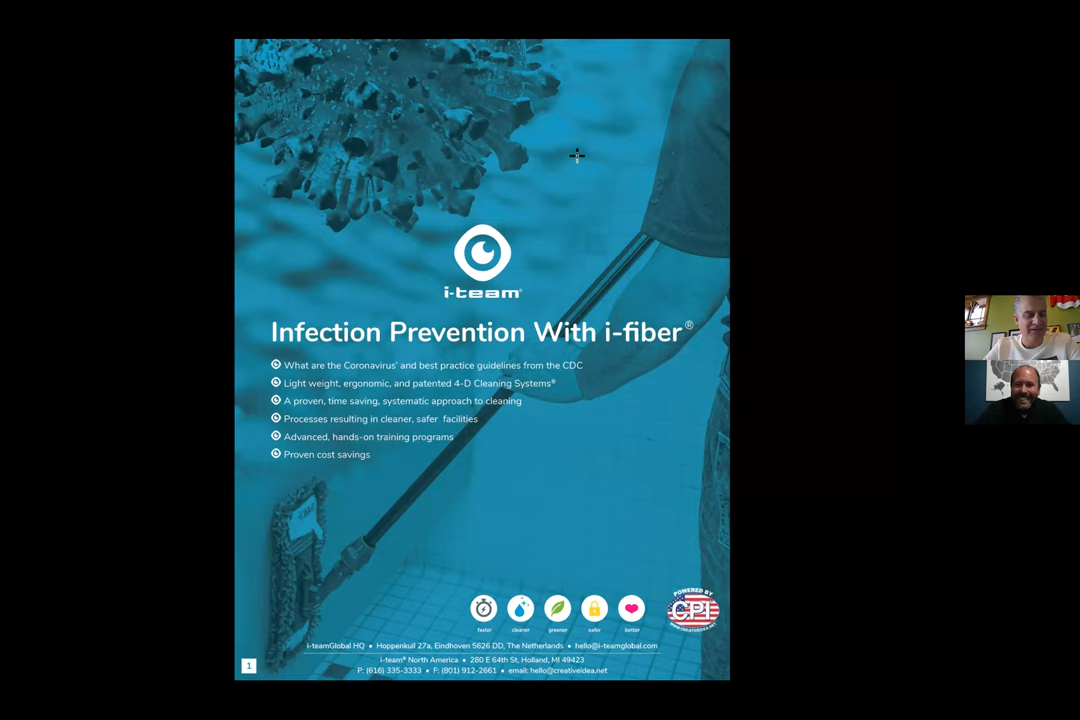 i-team®
Infection Prevention With i-fiber®
What are the Coronavirus' and best practice guidelines from the CDC
Light weight, ergonomic, and patented 4-D Cleaning Systems®
A proven, time saving, systematic approach to cleaning
Processes resulting in cleaner, safer facilities
Advanced, hands-on training programs
Proven cost savings
faster
cleaner
greener
safer
better
POWERED BY
CPI
WWW.CREATIVEIDEA.NET
i-teamGlobal HQ • Hoppenkuil 27a, Eindhoven 5626 DD, The Netherlands • hello@i-teamglobal.com
i-team® North America • 280 E 64th St, Holland, MI 49423
P: (616) 335-3333 • F: (801) 912-2661 • email: hello@creativeidea.net
1